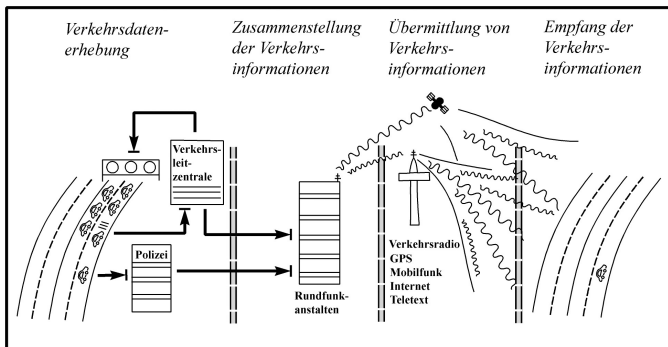 Verkehrsdaten-
erhebung
Zusammenstellung
der Verkehrs-
informationen
Übermittlung von
Verkehrs-
informationen
Empfang der
Verkehrs-
informationen
Verkehrs-
leit-
zentrale
Polizei
Rundfunk-
anstalten
Verkehrsradio
GPS
Mobilfunk
Internet
Teletext